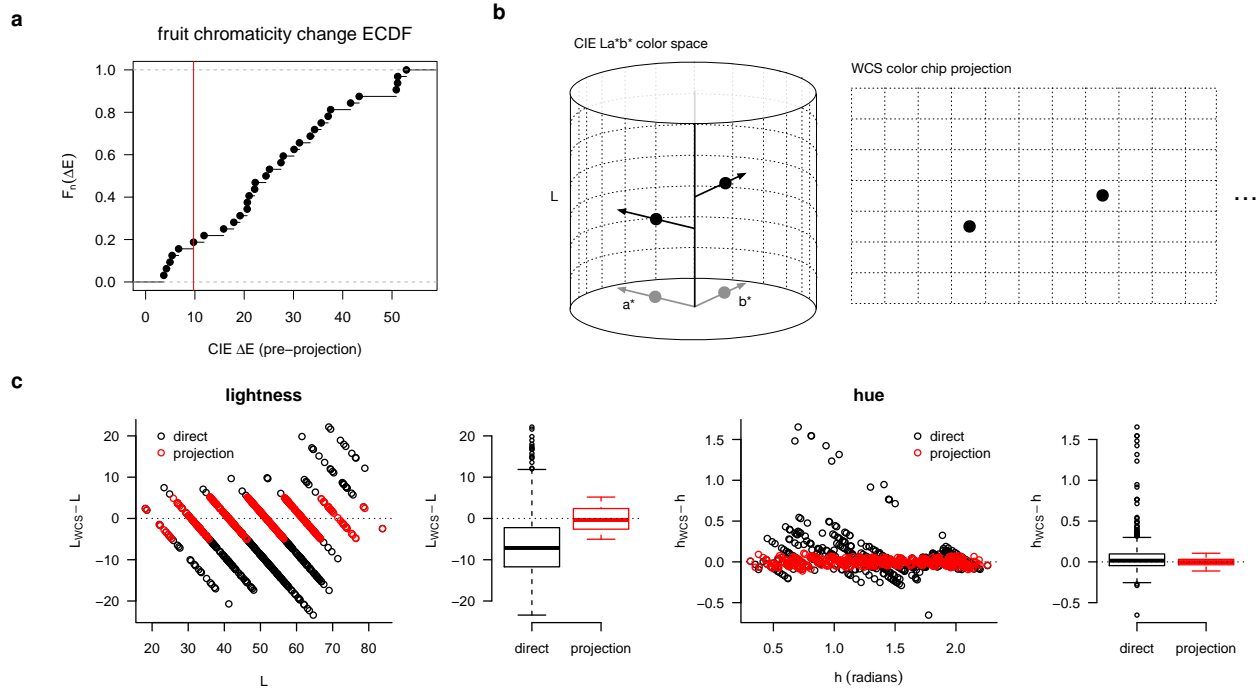 a
fruit chromaticity change ECDF
1.0
0.8
0.6
0.4
0.2
0.0
Fn(ΔE)
0 10 20 30 40 50
CIE ΔE (pre−projection)
b
CIE La*b* color space
L
a*
b*
WCS color chip projection
...
c
lightness
20
10
0
−10
−20
LWCS − L
direct
projection
20 30 40 50 60 70 80
L
20
10
0
−10
−20
LWCS − L
direct projection
hue
1.5
1.0
0.5
0.0
−0.5
hWCS − h
direct
projection
0.5 1.0 1.5 2.0
h (radians)
1.5
1.0
0.5
0.0
−0.5
hWCS − h
direct projection